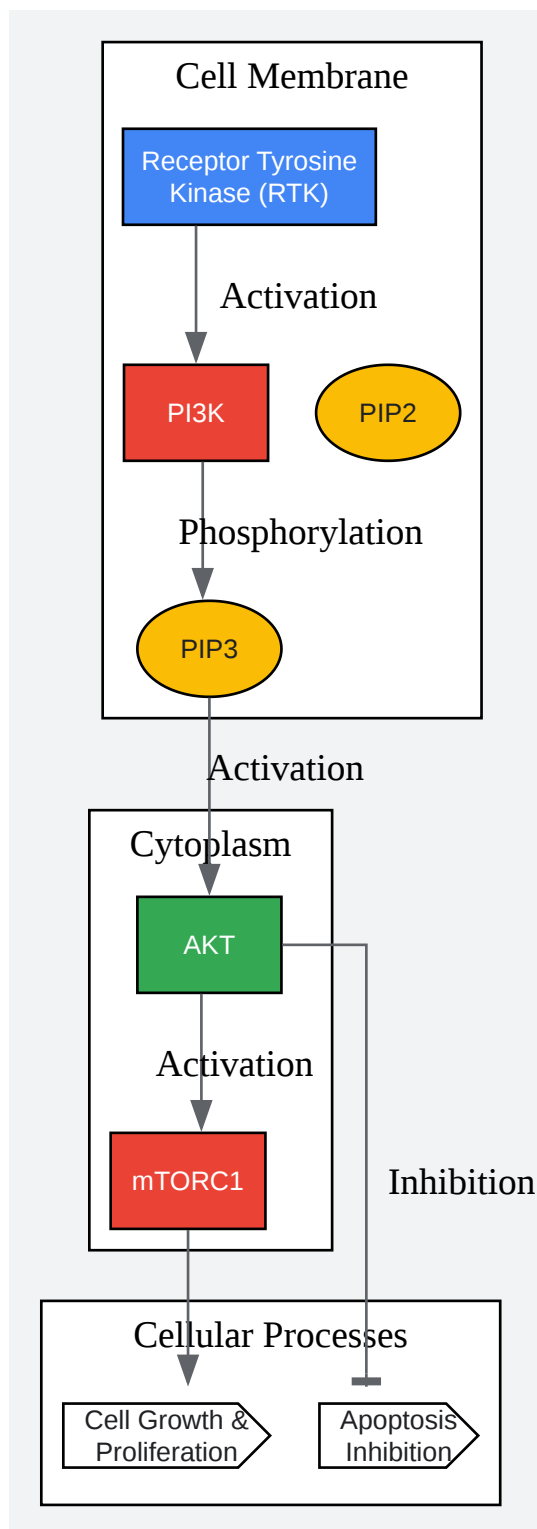 Cell Membrane
Receptor Tyrosine
Kinase (RTK)
Activation
PI3K
PIP2
Phosphorylation
PIP3
Activation
Cytoplasm
AKT
Activation
mTORC1
Inhibition
Cellular Processes
Cell Growth &
Proliferation
Apoptosis
Inhibition